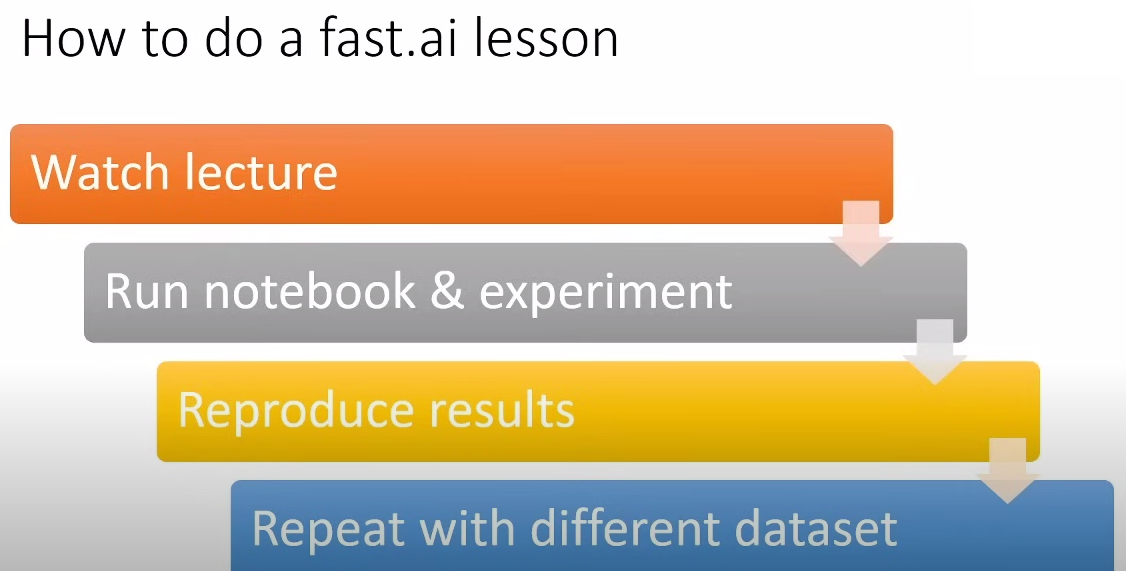 How to do a fast.ai lesson
Watch lecture
Run notebook & experiment
Reproduce results
Repeat with different dataset